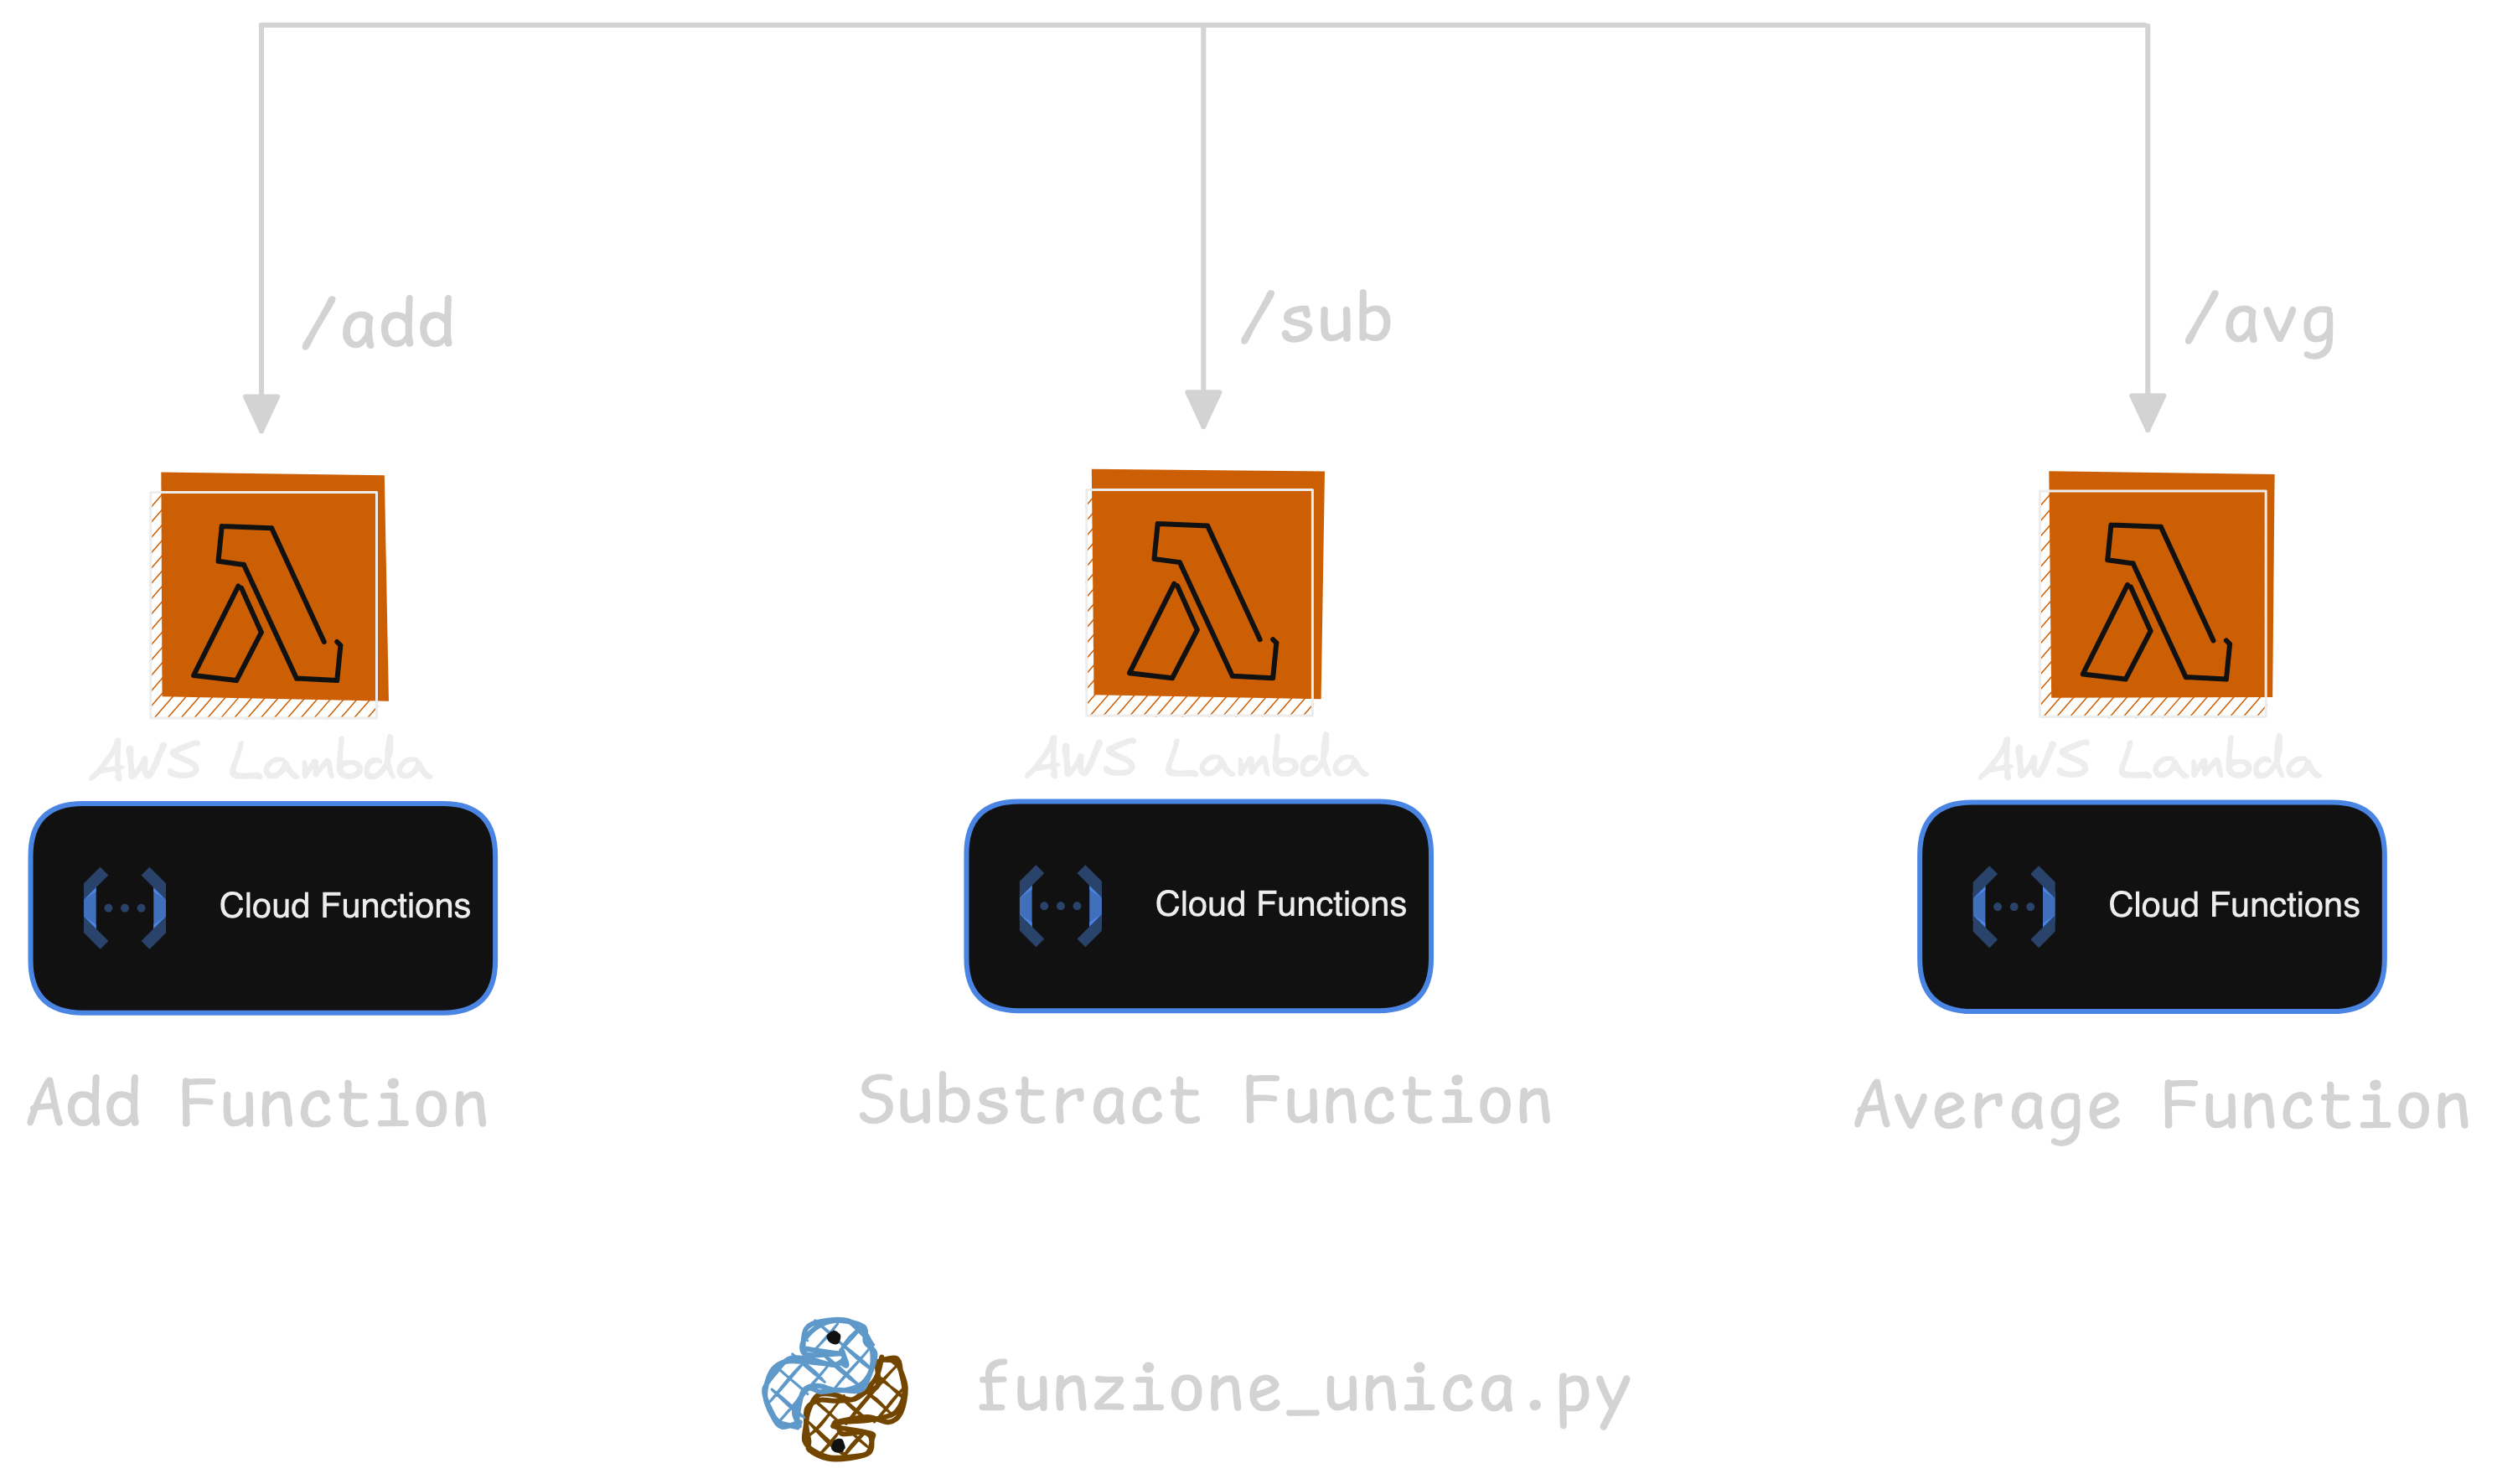 /add
/sub
/avg
AWS Lambda
AWS Lambda
AWS Lambda
Cloud Functions
Cloud Functions
Cloud Functions
Add Function
Substract Function
Average Function
funzione_unica.py